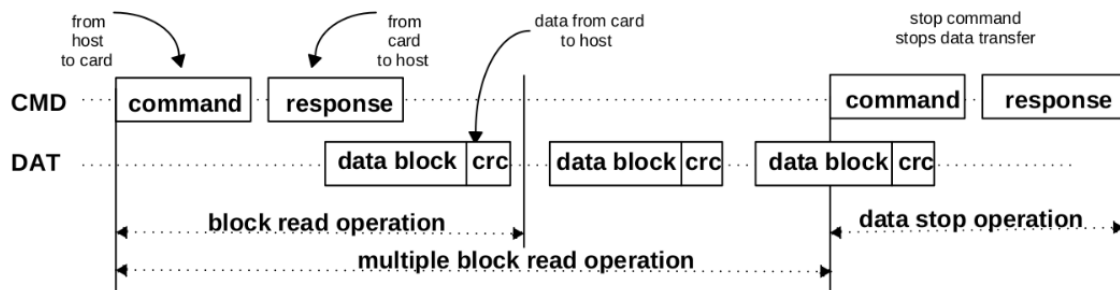 from
host
to card
from
card
to host
data from card
to host
stop command
stops data transfer
CMD
command
response
command
response
DAT
data block
crc
data block
crc
data block
crc
block read operation
data stop operation
multiple block read operation